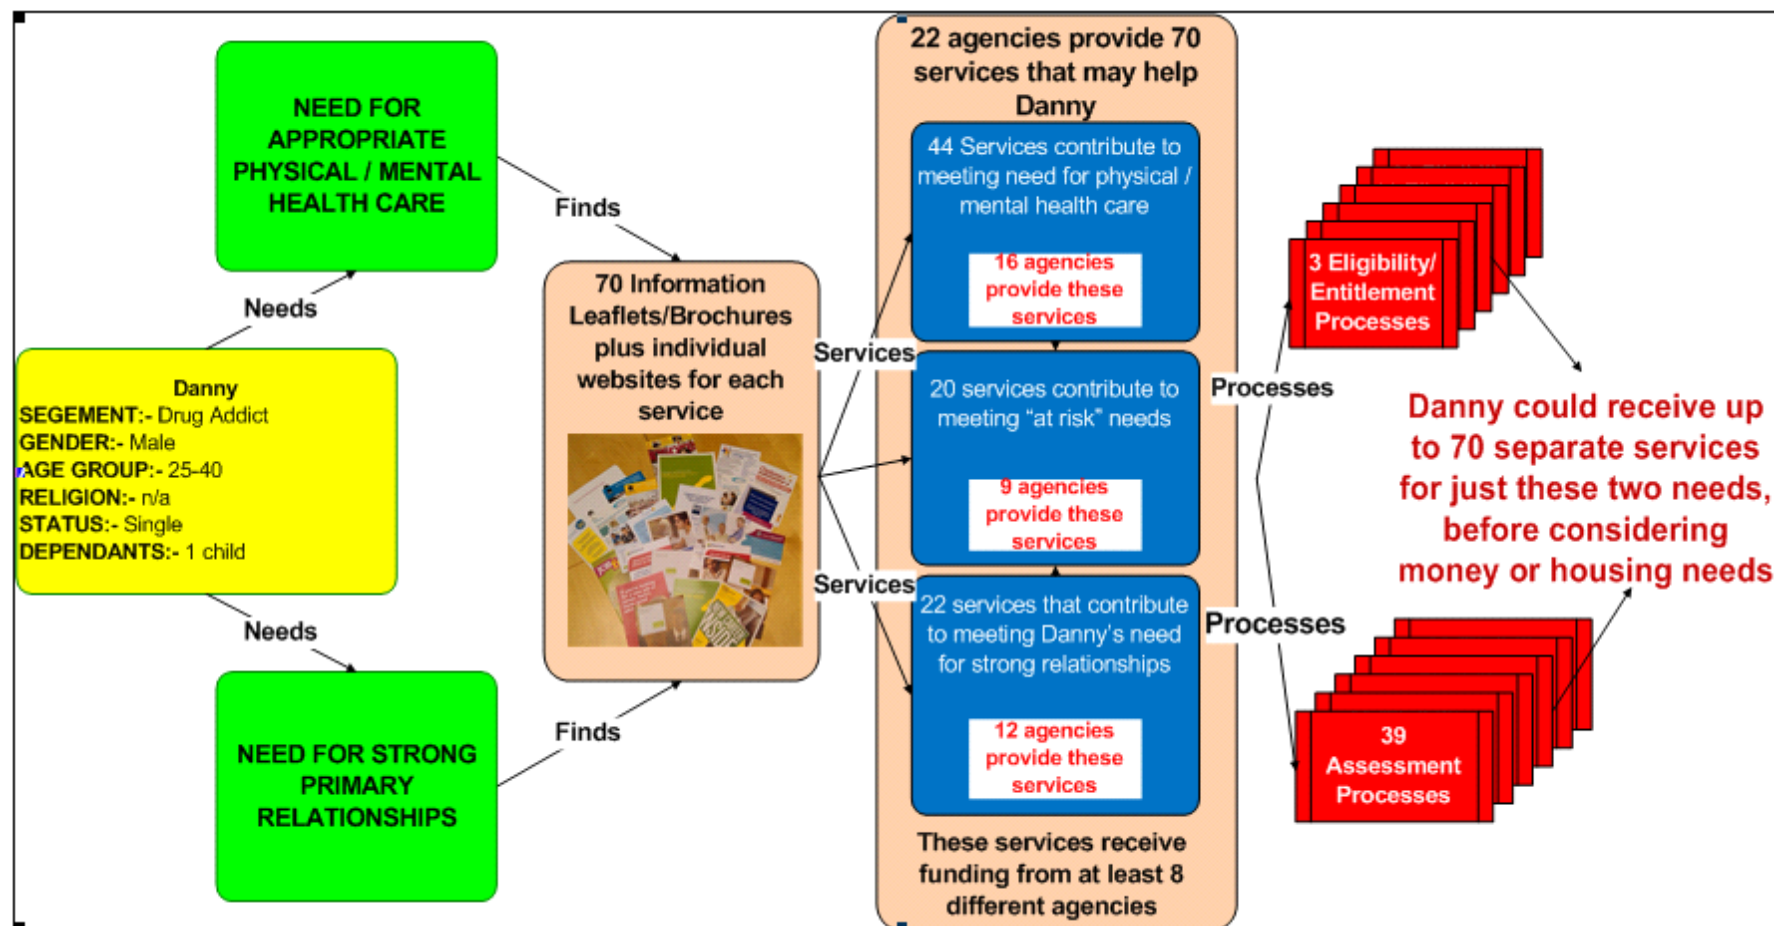 NEED FOR
APPROPRIATE
PHYSICAL / MENTAL
HEALTH CARE
Needs
Finds
Danny
SEGEMENT:- Drug Addict
GENDER:- Male
AGE GROUP:- 25-40
RELIGION:- n/a
STATUS:- Single
DEPENDANTS:- 1 child
Needs
NEED FOR STRONG
PRIMARY
RELATIONSHIPS
Finds
70 Information
Leaflets/Brochures
plus individual
websites for each
service
Services
Services
22 agencies provide 70
services that may help
Danny
44 Services contribute to
meeting need for physical /
mental health care
16 agencies
provide these
services
20 services contribute to
meeting “at risk” needs
9 agencies
provide these
services
22 services that contribute
to meeting Danny’s need
for strong relationships
12 agencies
provide these
services
These services receive
funding from at least 8
different agencies
Processes
Processes
3 Eligibility/
Entitlement
Processes
Danny could receive up
to 70 separate services
for just these two needs,
before considering
money or housing needs
39
Assessment
Processes